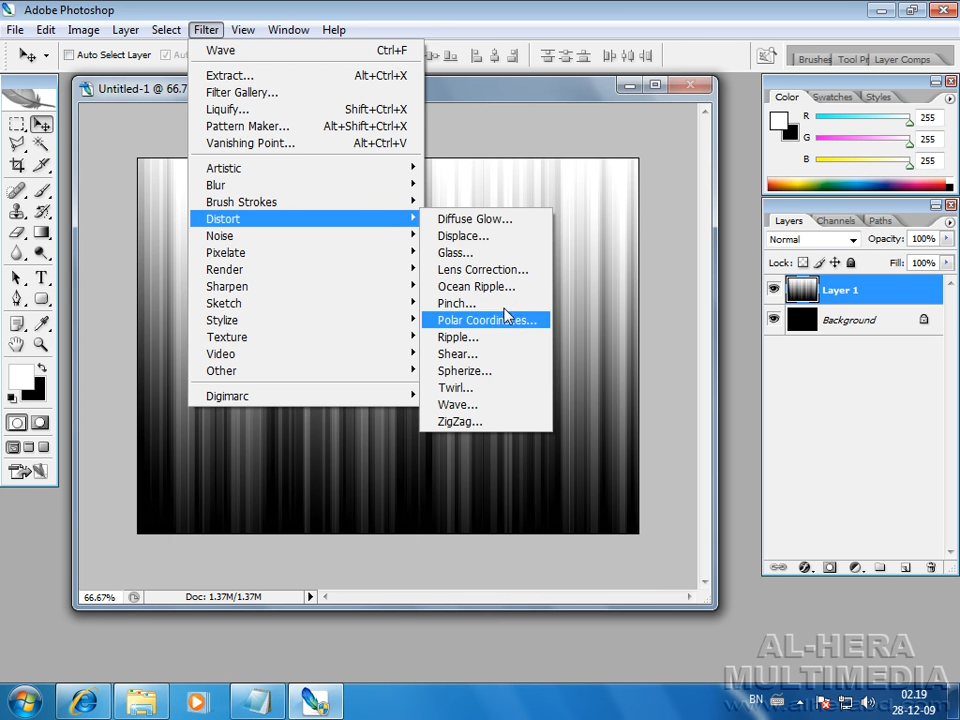 Adobe Photoshop
File Edit Image Layer Select Filter View Window Help
Auto Select Layer
Brushes Tool Pr Layer Comps
Untitled-1 @ 66.7
Wave Ctrl+F
Extract... Alt+Ctrl+X
Filter Gallery...
Liquify... Shift+Ctrl+X
Pattern Maker... Alt+Shift+Ctrl+X
Vanishing Point... Alt+Ctrl+V
Artistic
Blur
Brush Strokes
Distort
Noise
Pixelate
Render
Sharpen
Sketch
Stylize
Texture
Video
Other
Digimarc
Diffuse Glow...
Displace...
Glass...
Lens Correction...
Ocean Ripple...
Pinch...
Polar Coordinates...
Ripple...
Shear...
Spherize...
Twirl...
Wave...
ZigZag...
Color Swatches Styles
R 255
G 255
B 255
Layers Channels Paths
Normal Opacity: 100%
Lock: Fill: 100%
Layer 1
Background
66.67% Doc: 1.37M/1.37M
AL-HERA
MULTIMEDIA
BN 02.19
28-12-09